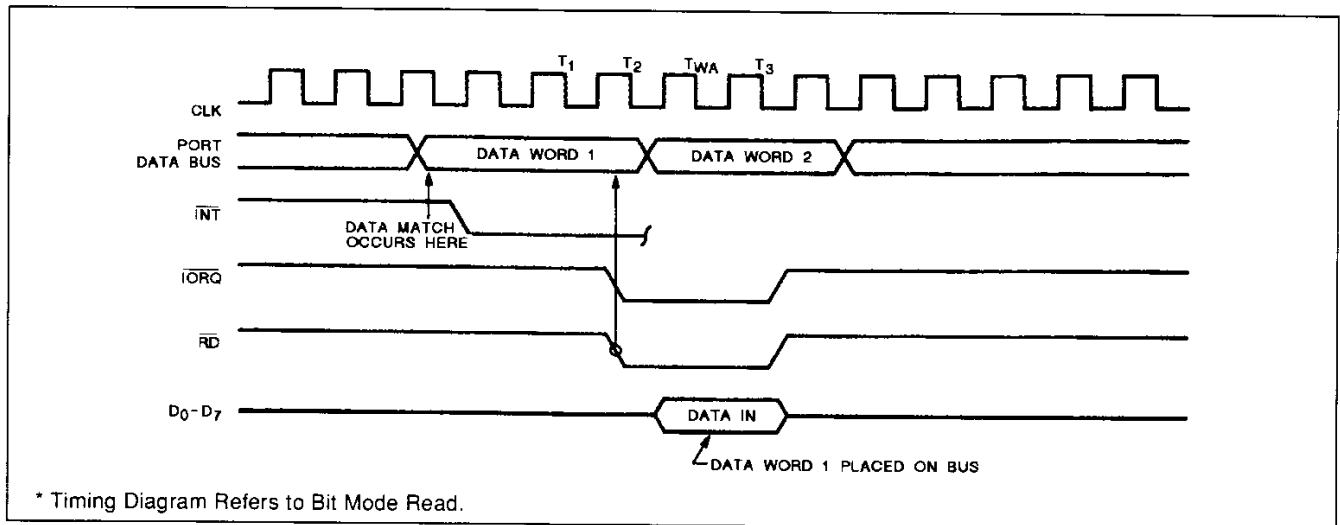 T1 T2 TWA T3
CLK
PORT
DATA BUS
DATA WORD 1
DATA WORD 2
INT
DATA MATCH
OCCURS HERE
IORQ
RD
D0-D7
DATA IN
DATA WORD 1 PLACED ON BUS
* Timing Diagram Refers to Bit Mode Read.